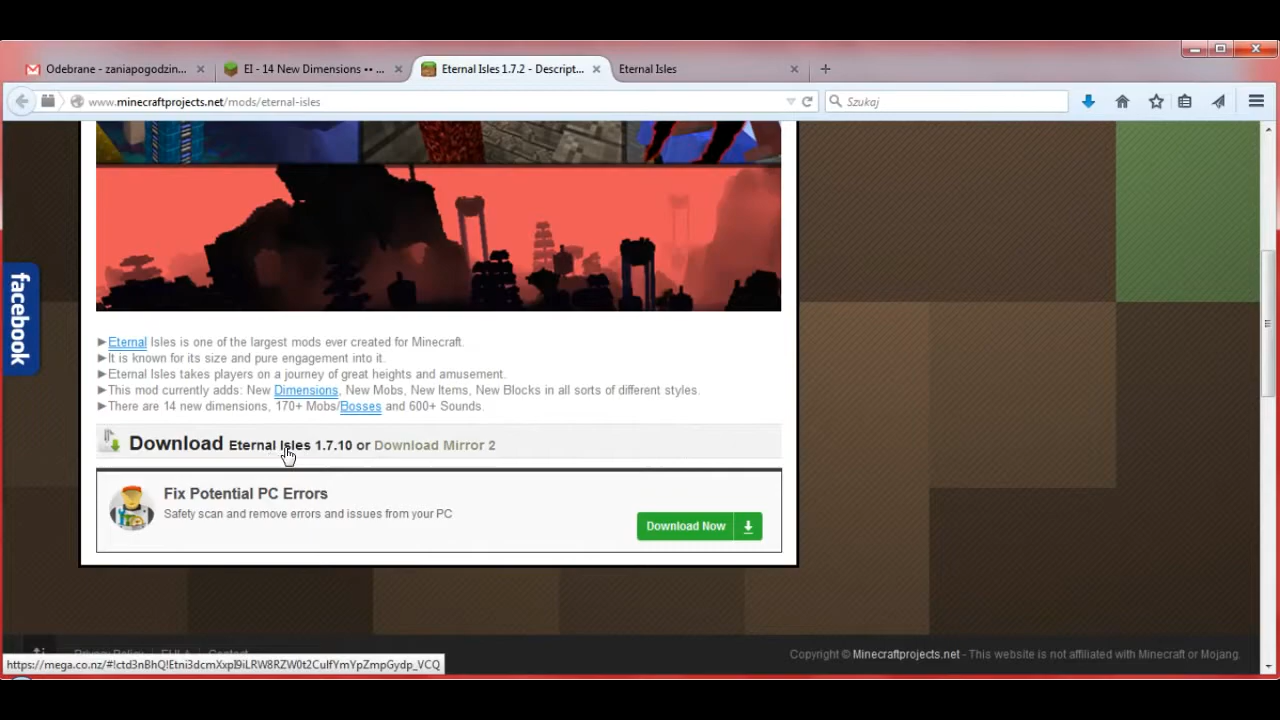 Odebrane - zaniapogodzin...
EI - 14 New Dimensions •• ...
Eternal Isles 1.7.2 - Descript...
Eternal Isles
www.minecraftprojects.net/mods/eternal-isles
Szukaj
facebook
►Eternal Isles is one of the largest mods ever created for Minecraft.
►It is known for its size and pure engagement into it.
►Eternal Isles takes players on a journey of great heights and amusement.
►This mod currently adds: New Dimensions, New Mobs, New Items, New Blocks in all sorts of different styles.
►There are 14 new dimensions, 170+ Mobs/Bosses and 600+ Sounds.
Download Eternal Isles 1.7.10 or Download Mirror 2
Fix Potential PC Errors
Safety scan and remove errors and issues from your PC
Download Now
Privacy Policy EULA Contact
Copyright © Minecraftprojects.net - This website is not affiliated with Minecraft or Mojang.